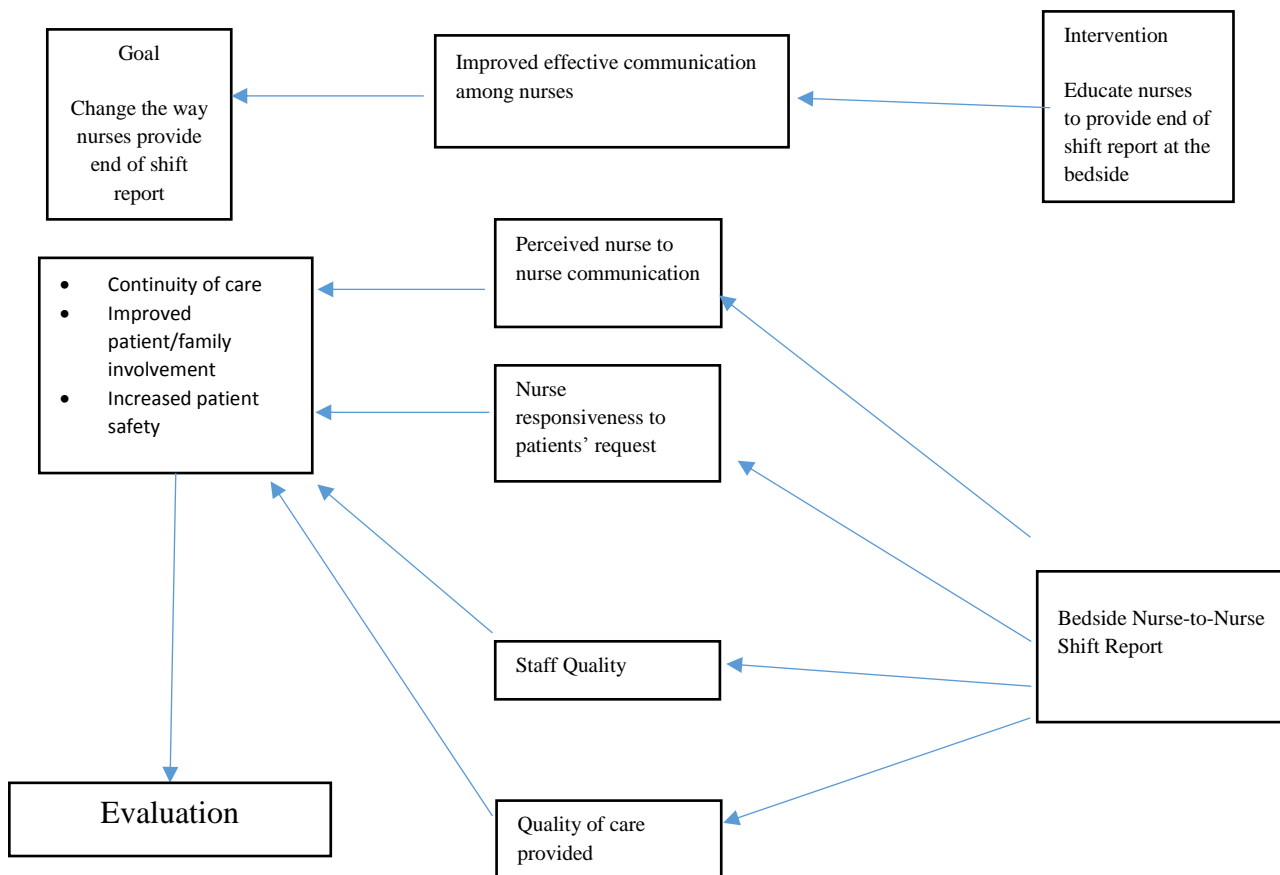 Goal
Change the way
nurses provide
end of shift
report
Improved effective communication
among nurses
Intervention
Educate nurses
to provide end of
shift report at the
bedside
Perceived nurse to
nurse communication
• Continuity of care
• Improved
patient/family
involvement
• Increased patient
safety
Nurse
responsiveness to
patients’ request
Bedside Nurse-to-Nurse
Shift Report
Staff Quality
Evaluation
Quality of care
provided